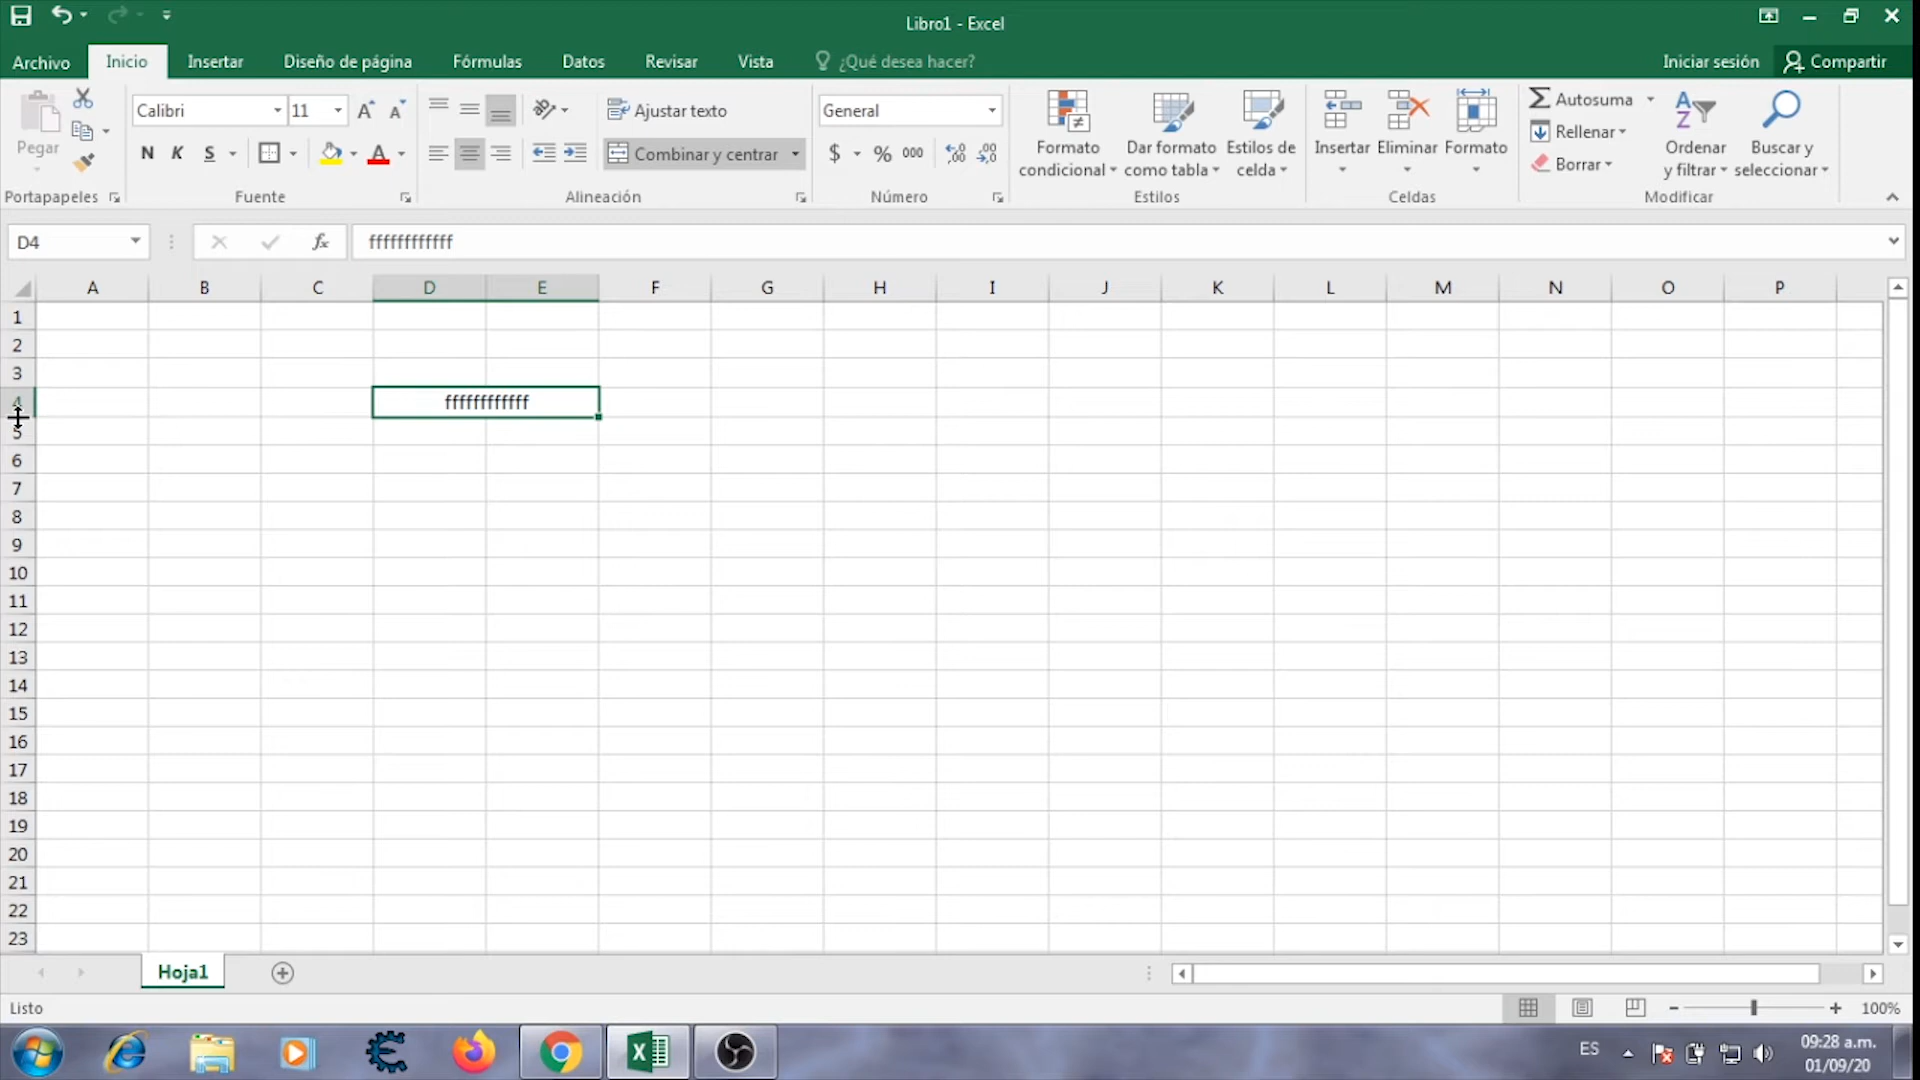 Libro1 - Excel
Archivo Inicio Insertar Diseño de página Fórmulas Datos Revisar Vista ¿Qué desea hacer? Iniciar sesión Compartir
Pegar
Portapapeles
Calibri 11
N K S
Fuente
Ajustar texto
Combinar y centrar
Alineación
General
$ % 000
Número
Formato condicional
Dar formato como tabla
Estilos de celda
Estilos
Insertar Eliminar Formato
Celdas
Autosuma
Rellenar
Borrar
Ordenar y filtrar
Buscar y seleccionar
Modificar
D4 fx ffffffffffff
A B C D E F G H I J K L M N O P
1
2
3
4 ffffffffffff
5
6
7
8
9
10
11
12
13
14
15
16
17
18
19
20
21
22
23
Hoja1
Listo 100%
ES 09:28 a.m.
01/09/20